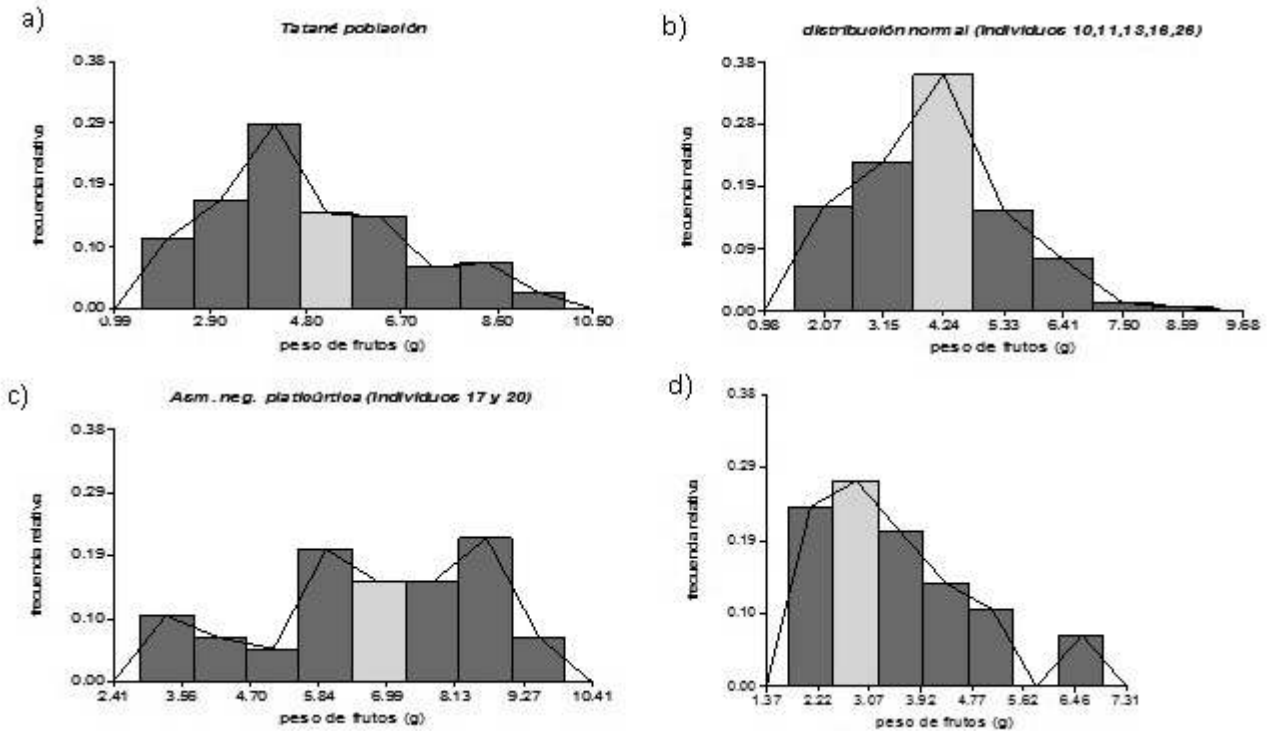 a)
Tatané población
frecuencia relativa
0.38
0.29
0.19
0.10
0.00
0.99 2.90 4.80 6.70 8.60 10.50
peso de frutos (g)
b)
distribución normal (individuos 10,11,13,16,26)
frecuencia relativa
0.38
0.28
0.19
0.09
0.00
0.98 2.07 3.15 4.24 5.33 6.41 7.50 8.59 9.68
peso de frutos (g)
c)
Asm. neg. platicúrtica (individuos 17 y 20)
frecuencia relativa
0.38
0.29
0.19
0.10
0.00
2.41 3.56 4.70 5.84 6.99 8.13 9.27 10.41
peso de frutos (g)
d)
frecuencia relativa
0.38
0.29
0.19
0.10
0.00
1.37 2.22 3.07 3.92 4.77 5.62 6.46 7.31
peso de frutos (g)